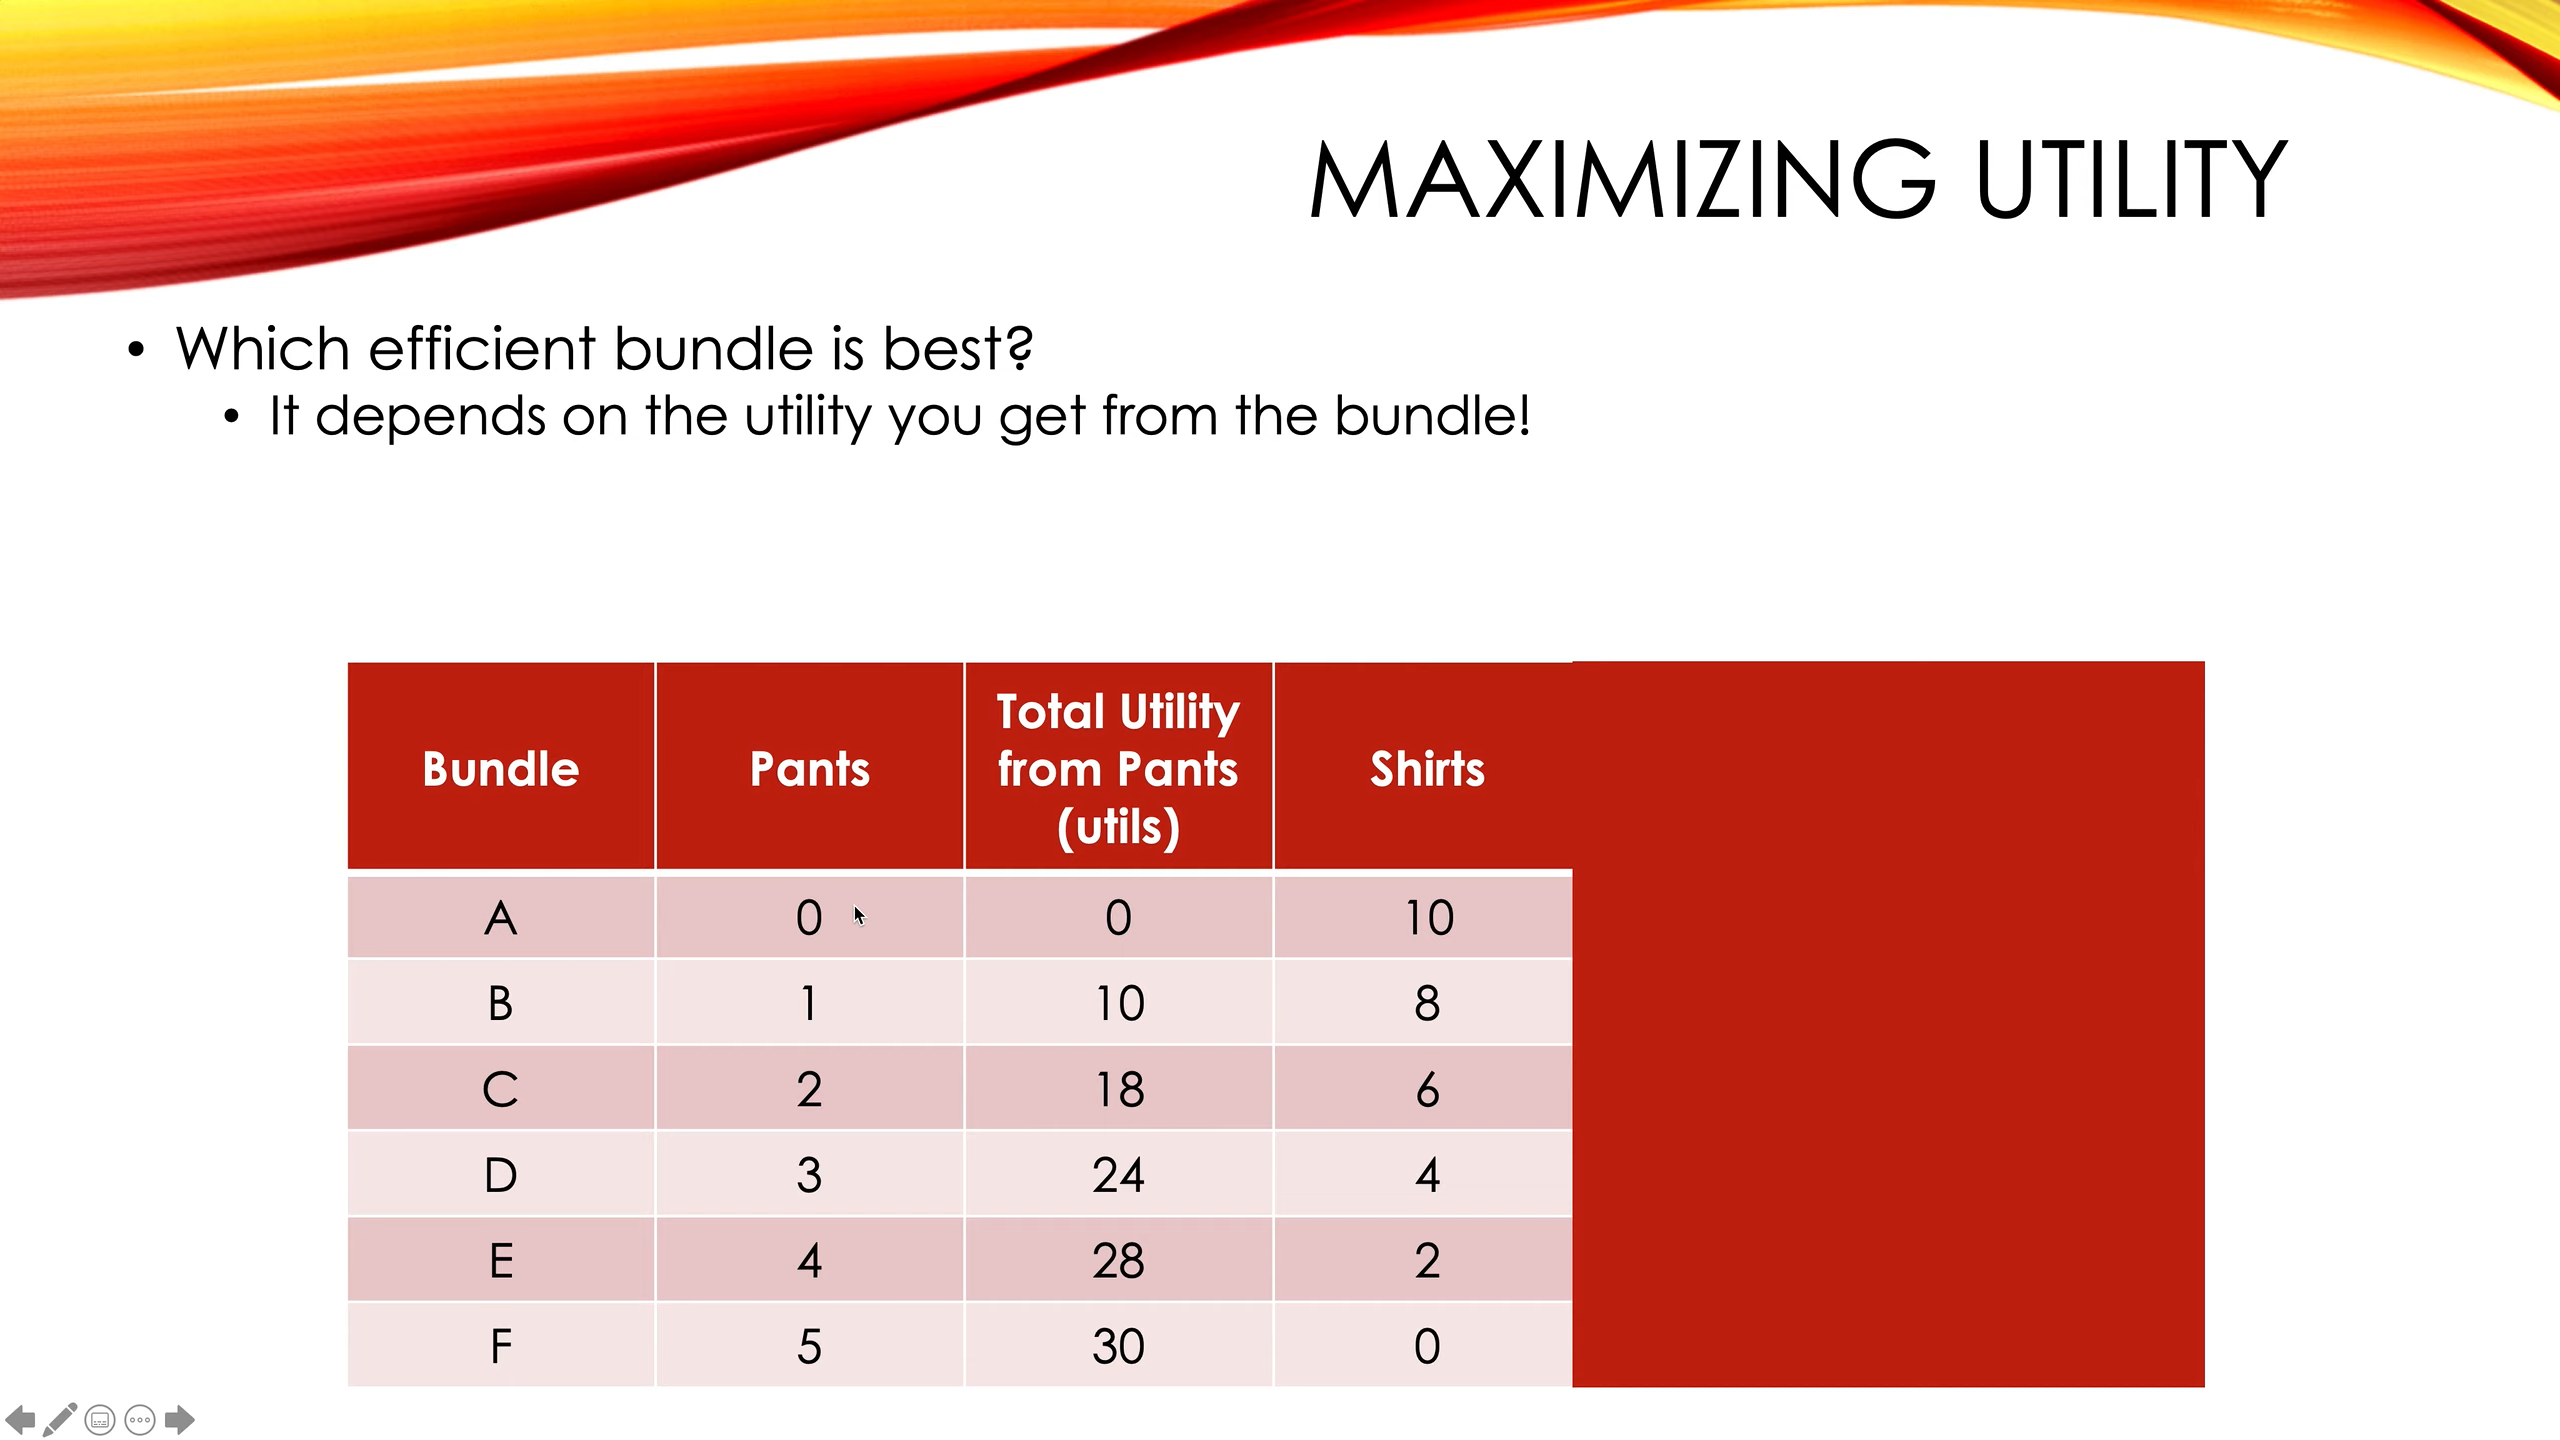 MAXIMIZING UTILITY
• Which efficient bundle is best?
• It depends on the utility you get from the bundle!
Bundle Pants Total Utility from Pants (utils) Shirts
A 0 0 10
B 1 10 8
C 2 18 6
D 3 24 4
E 4 28 2
F 5 30 0